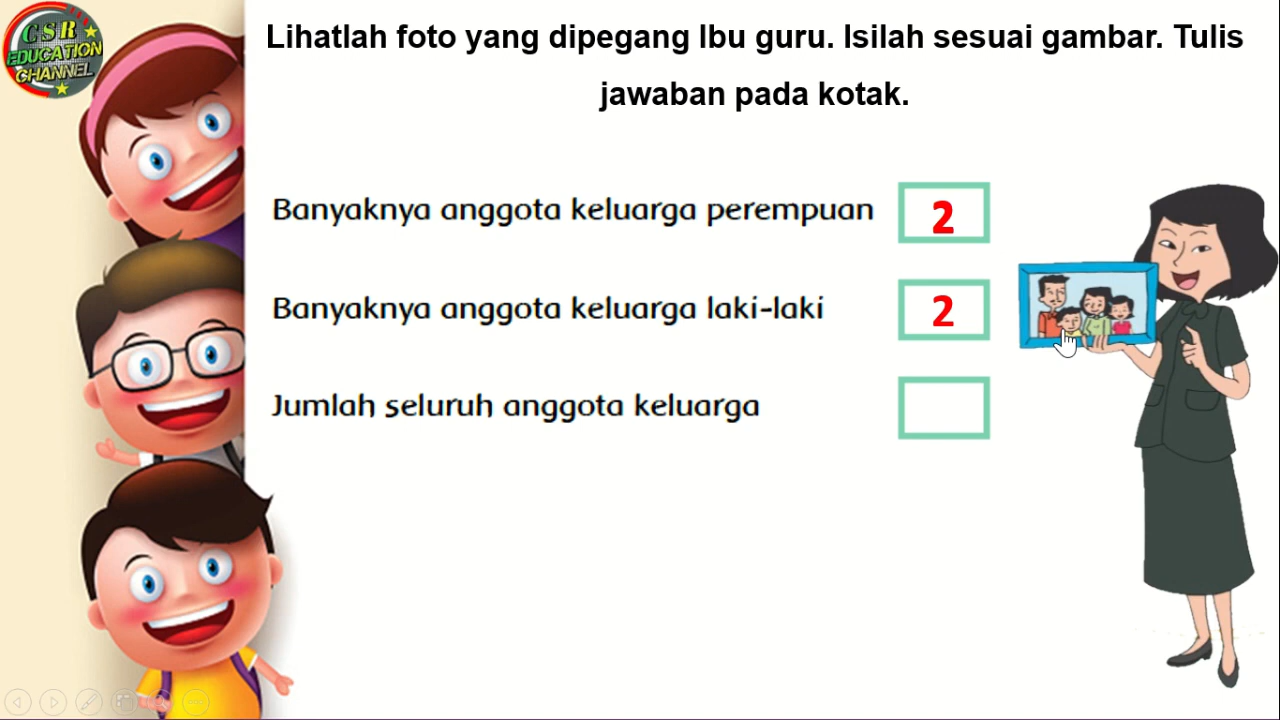 CSR
EDUCATION
CHANNEL
Lihatlah foto yang dipegang Ibu guru. Isilah sesuai gambar. Tulis
jawaban pada kotak.
Banyaknya anggota keluarga perempuan 2
Banyaknya anggota keluarga laki-laki 2
Jumlah seluruh anggota keluarga